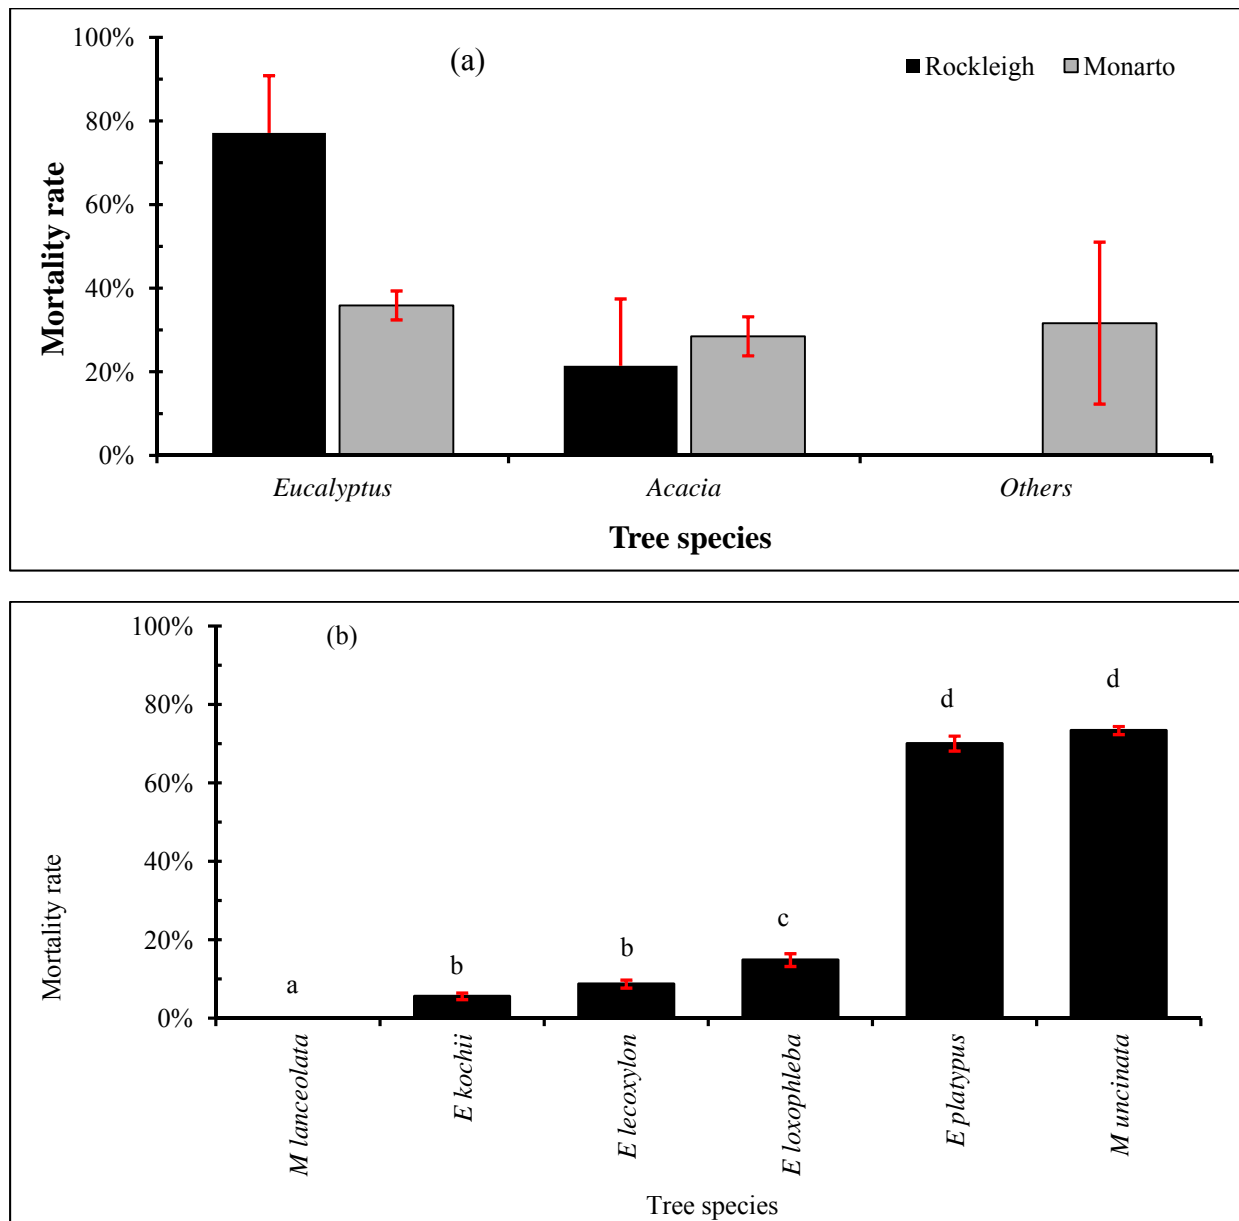 100%
(a)
Rockleigh Monarto
80%
60%
40%
20%
0%
Mortality rate
Eucalyptus Acacia Others
Tree species
100%
(b)
80%
d d
60%
40%
20%
c
b b
a
0%
Mortality rate
M lanceolata
E kochii
E lecoxylon
E loxophleba
E platypus
M uncinata
Tree species